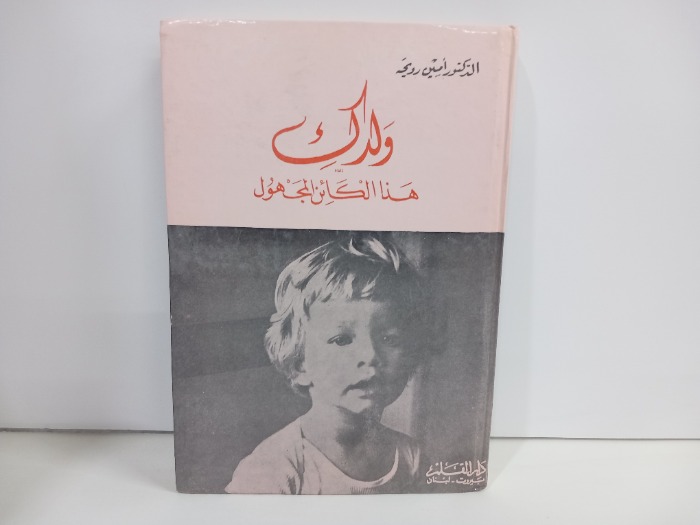 الدكتور أمين رويحة
ولدك
هذا الكائن المجهول
دار القلم
بيروت - لبنان